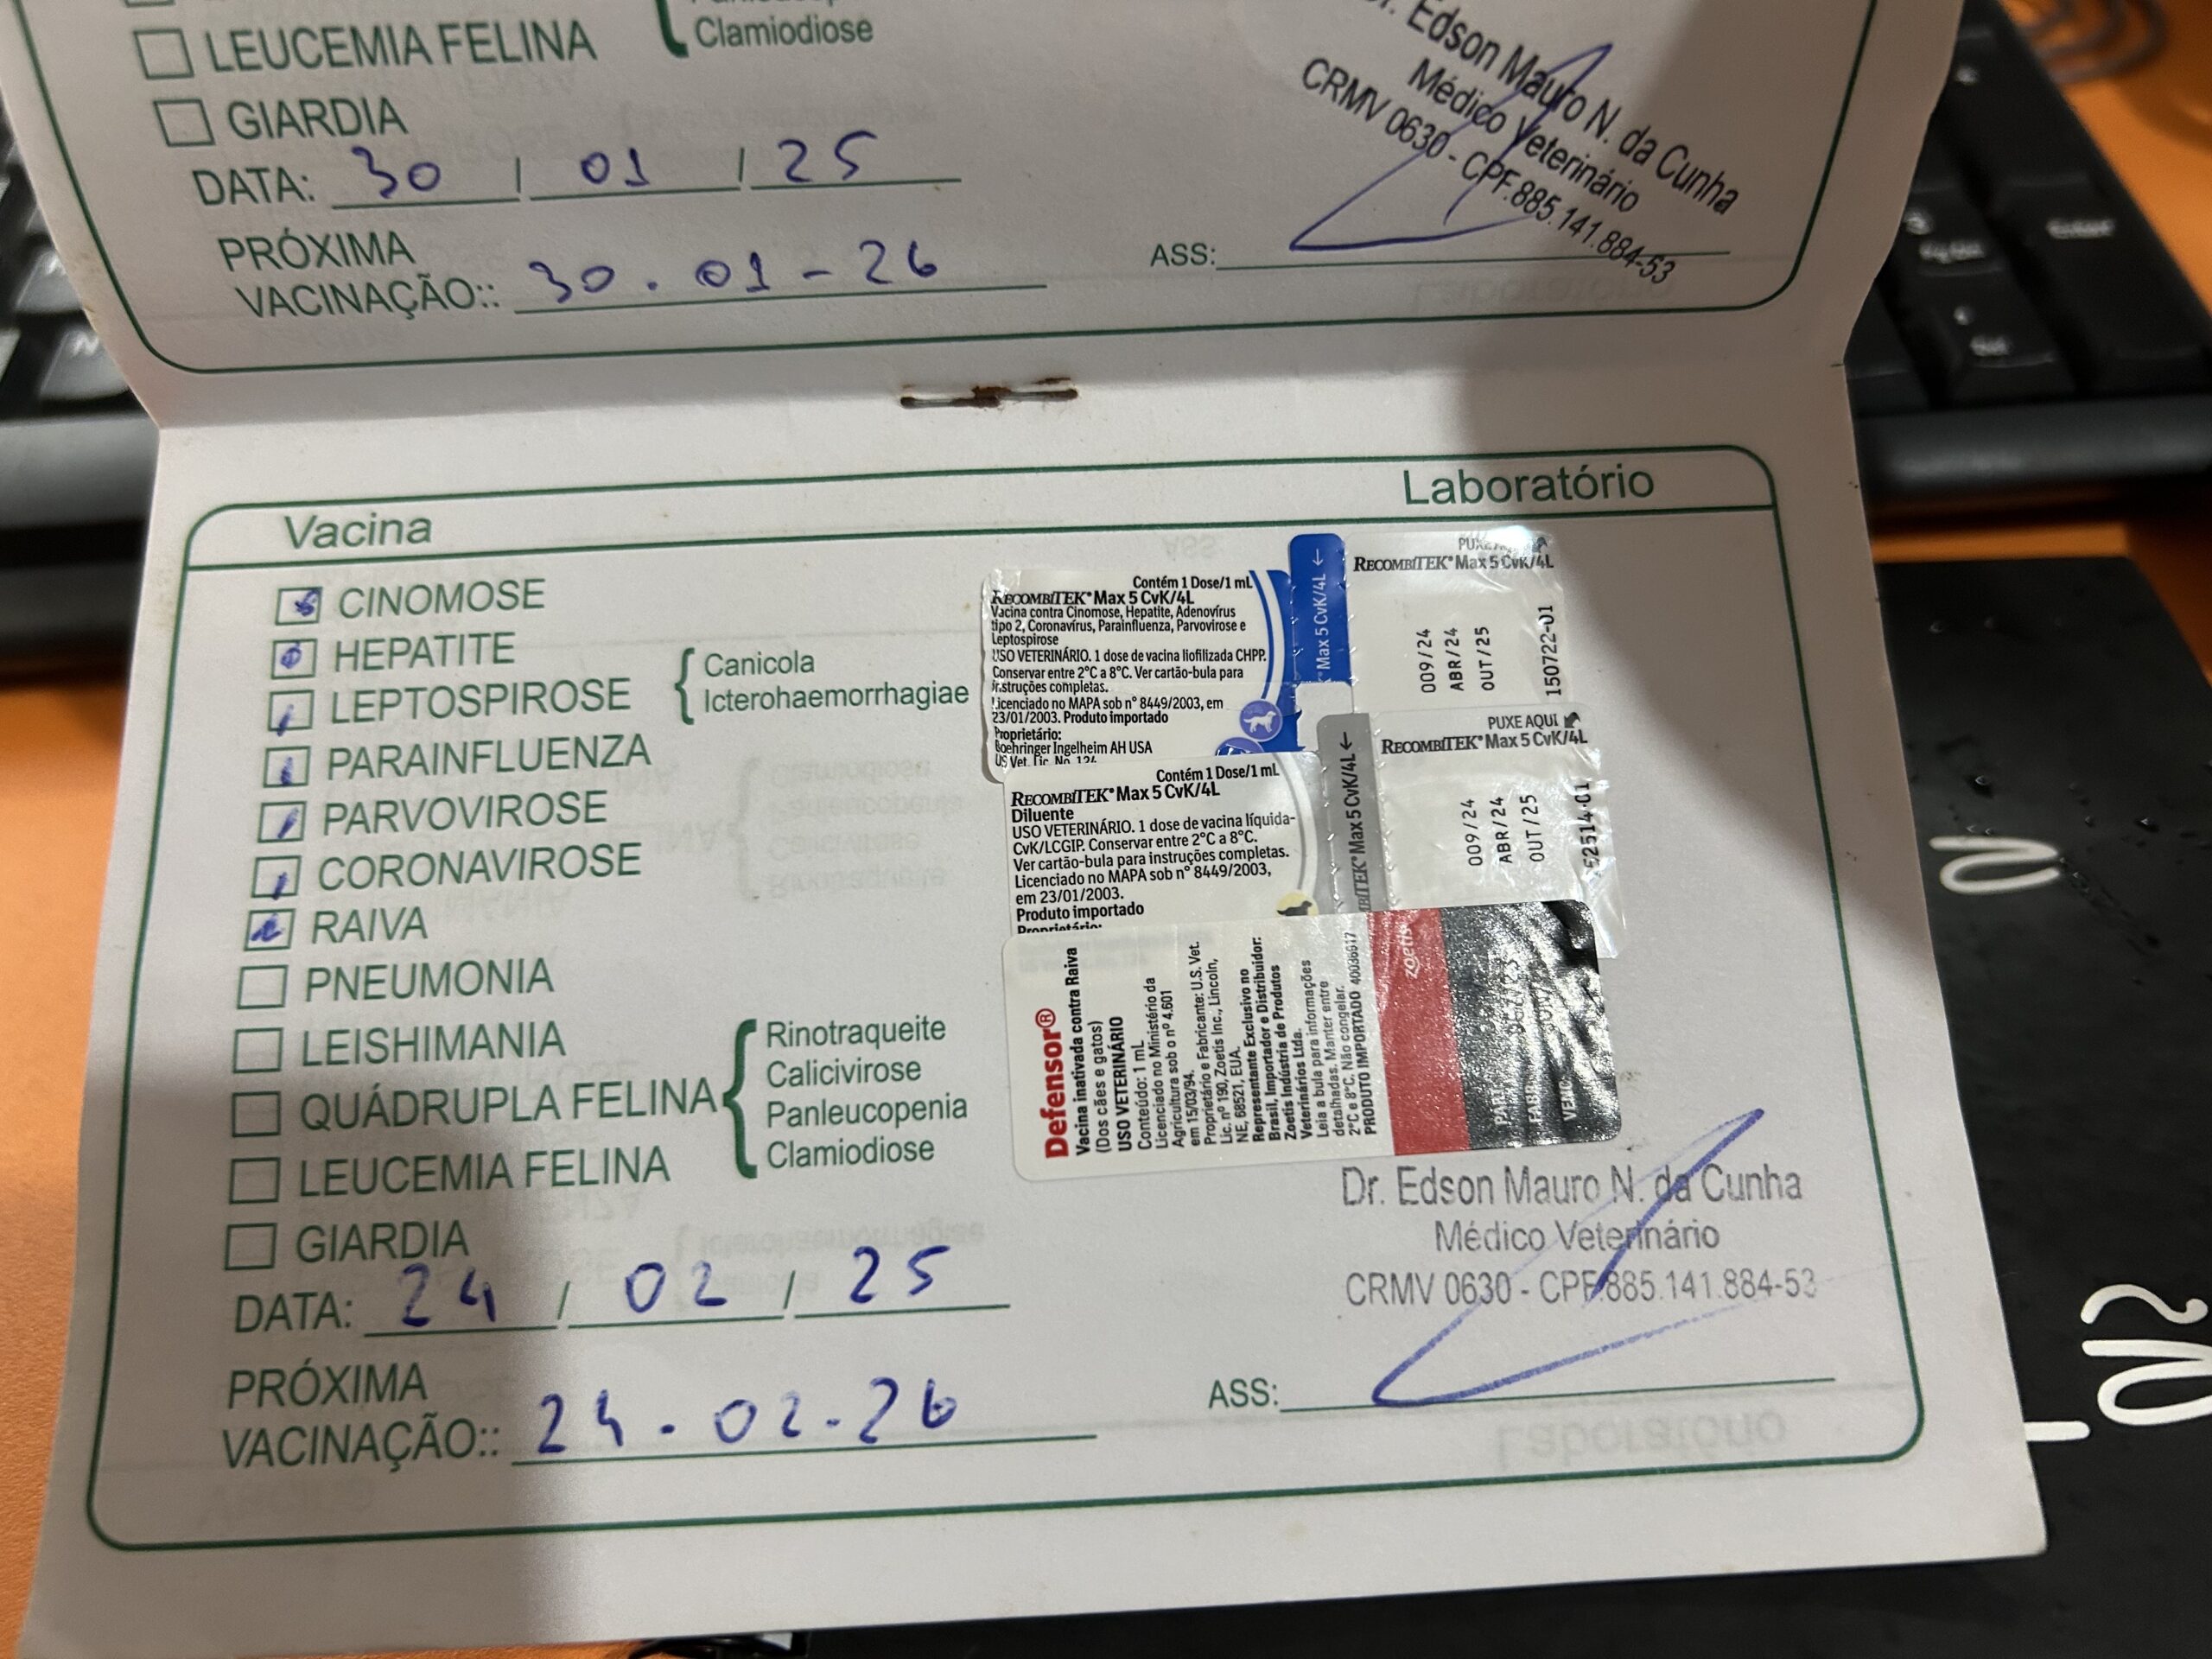 LEUCEMIA FELINA
Clamiodiose
GIARDIA
DATA: 30 / 01 / 25
PRÓXIMA
VACINAÇÃO:: 30.01-26
Dr. Edson Mauro N. da Cunha
Médico Veterinário
CRMV 0630 - CPF.885.141.884-53
ASS:
Vacina
Laboratório
CINOMOSE
HEPATITE
LEPTOSPIROSE
Canicola
Icterohaemorrhagiae
PARAINFLUENZA
PARVOVIROSE
CORONAVIROSE
RAIVA
PNEUMONIA
LEISHIMANIA
QUÁDRUPLA FELINA
Rinotraqueite
Calicivirose
Panleucopenia
Clamiodiose
LEUCEMIA FELINA
GIARDIA
DATA: 24 / 02 / 25
PRÓXIMA
VACINAÇÃO:: 24.02-26
Contém 1 Dose/1 mL
RECOMBITEK® Max 5 CvK/4L
Vacina contra Cinomose, Hepatite, Adenovírus
tipo 2, Coronavírus, Parainfluenza, Parvovirose e
Leptospirose
USO VETERINÁRIO. 1 dose de vacina liofilizada CHPP.
Conservar entre 2°C a 8°C. Ver cartão-bula para
instruções completas.
Licenciado no MAPA sob n° 8449/2003, em
23/01/2003. Produto importado
Proprietário:
Boehringer Ingelheim AH USA
US Vet. Lic. No. 124
Max 5 CvK/4L ←
PUXE AQUI
RECOMBITEK® Max 5 CvK/4L
009/24
ABR/24
OUT/25
150722-01
Contém 1 Dose/1 mL
RECOMBITEK® Max 5 CvK/4L
Diluente
USO VETERINÁRIO. 1 dose de vacina líquida-
CvK/LCGIP. Conservar entre 2°C a 8°C.
Ver cartão-bula para instruções completas.
Licenciado no MAPA sob n° 8449/2003,
em 23/01/2003.
Produto importado
Proprietário:
BITEK® Max 5 CvK/4L ←
PUXE AQUI
RECOMBITEK® Max 5 CvK/4L
009/24
ABR/24
OUT/25
Defensor®
Vacina inativada contra Raiva
(Dos cães e gatos)
USO VETERINÁRIO
Conteúdo: 1 mL
Licenciado no Ministério da
Agricultura sob o nº 4.601
em 15/03/94.
Proprietário e Fabricante: U.S. Vet.
Lic. nº 190, Zoetis Inc., Lincoln,
NE, 68521, EUA.
Representante Exclusivo no
Brasil, Importador e Distribuidor:
Zoetis Indústria de Produtos
Veterinários Ltda.
Leia a bula para informações
detalhadas. Manter entre
2°C e 8°C. Não congelar.
PRODUTO IMPORTADO 40036617
zoetis
Dr. Edson Mauro N. da Cunha
Médico Veterinário
CRMV 0630 - CPF.885.141.884-53
ASS: